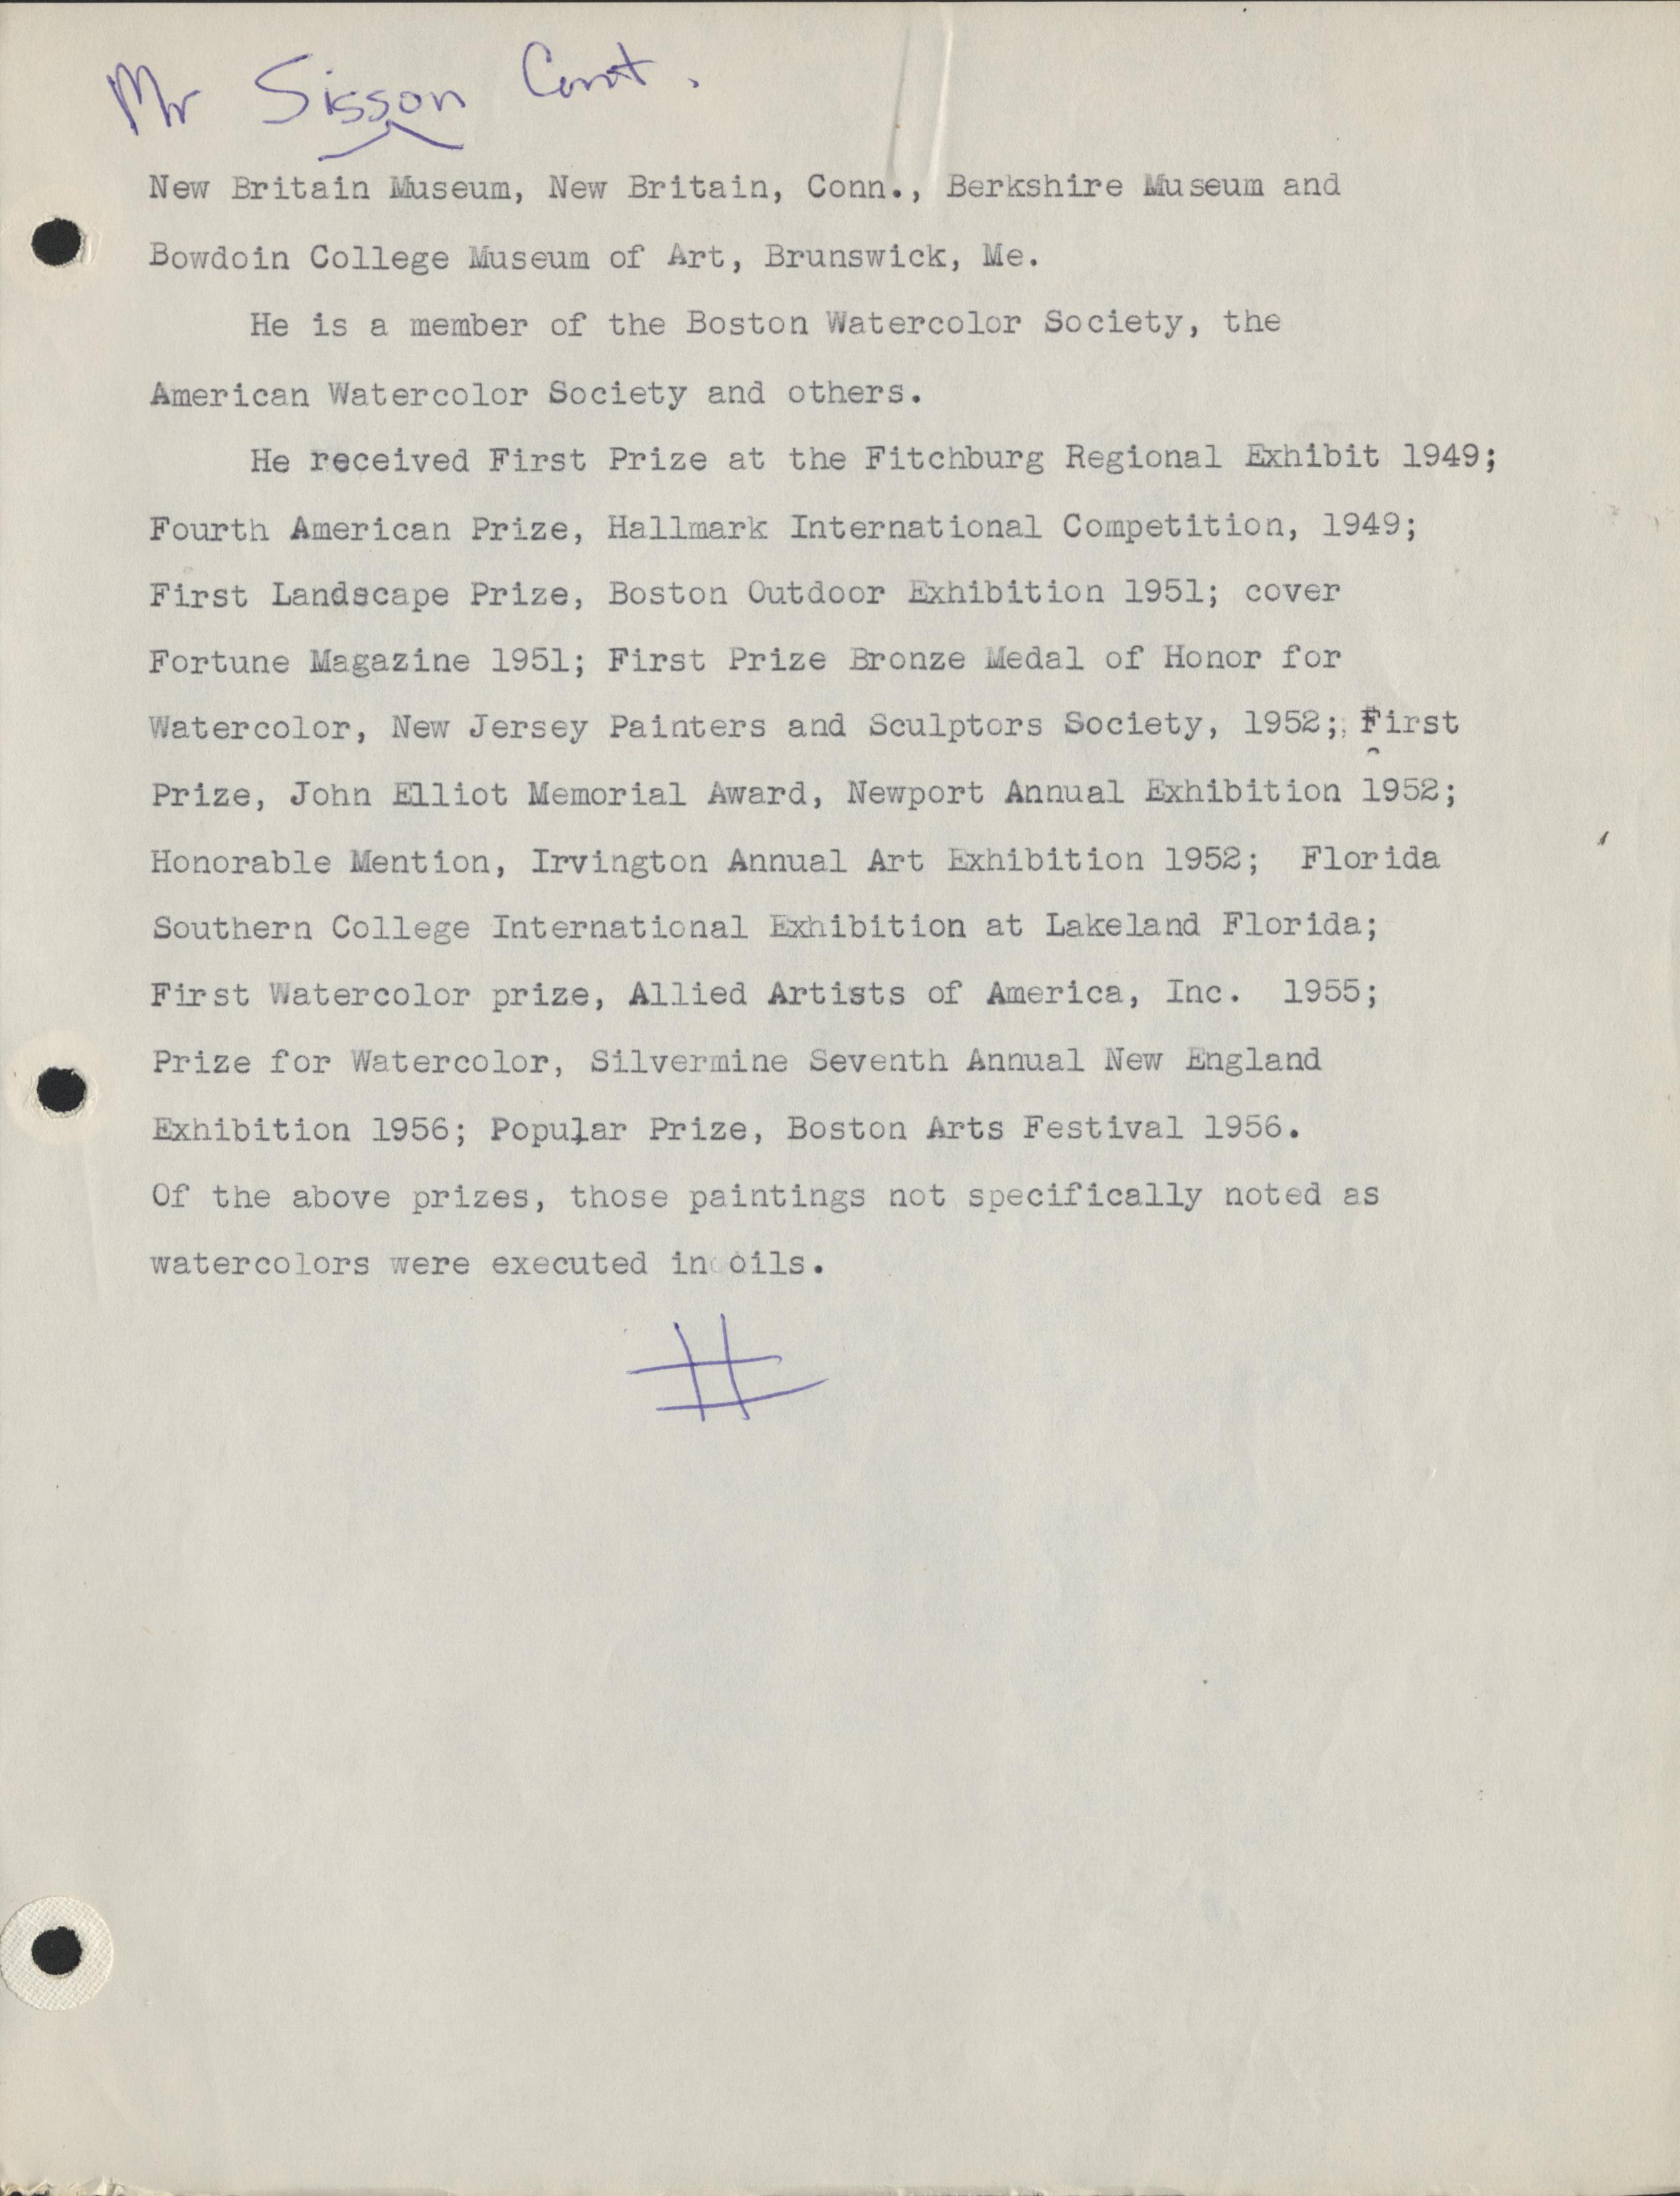 Mr Sisson Cont.
New Britain Museum, New Britain, Conn., Berkshire Museum and
Bowdoin College Museum of Art, Brunswick, Me.
He is a member of the Boston Watercolor Society, the
American Watercolor Society and others.
He received First Prize at the Fitchburg Regional Exhibit 1949;
Fourth American Prize, Hallmark International Competition, 1949;
First Landscape Prize, Boston Outdoor Exhibition 1951; cover
Fortune Magazine 1951; First Prize Bronze Medal of Honor for
Watercolor, New Jersey Painters and Sculptors Society, 1952; First
Prize, John Elliot Memorial Award, Newport Annual Exhibition 1952;
Honorable Mention, Irvington Annual Art Exhibition 1952; Florida
Southern College International Exhibition at Lakeland Florida;
First Watercolor prize, Allied Artists of America, Inc. 1955;
Prize for Watercolor, Silvermine Seventh Annual New England
Exhibition 1956; Popular Prize, Boston Arts Festival 1956.
Of the above prizes, those paintings not specifically noted as
watercolors were executed in oils.
#